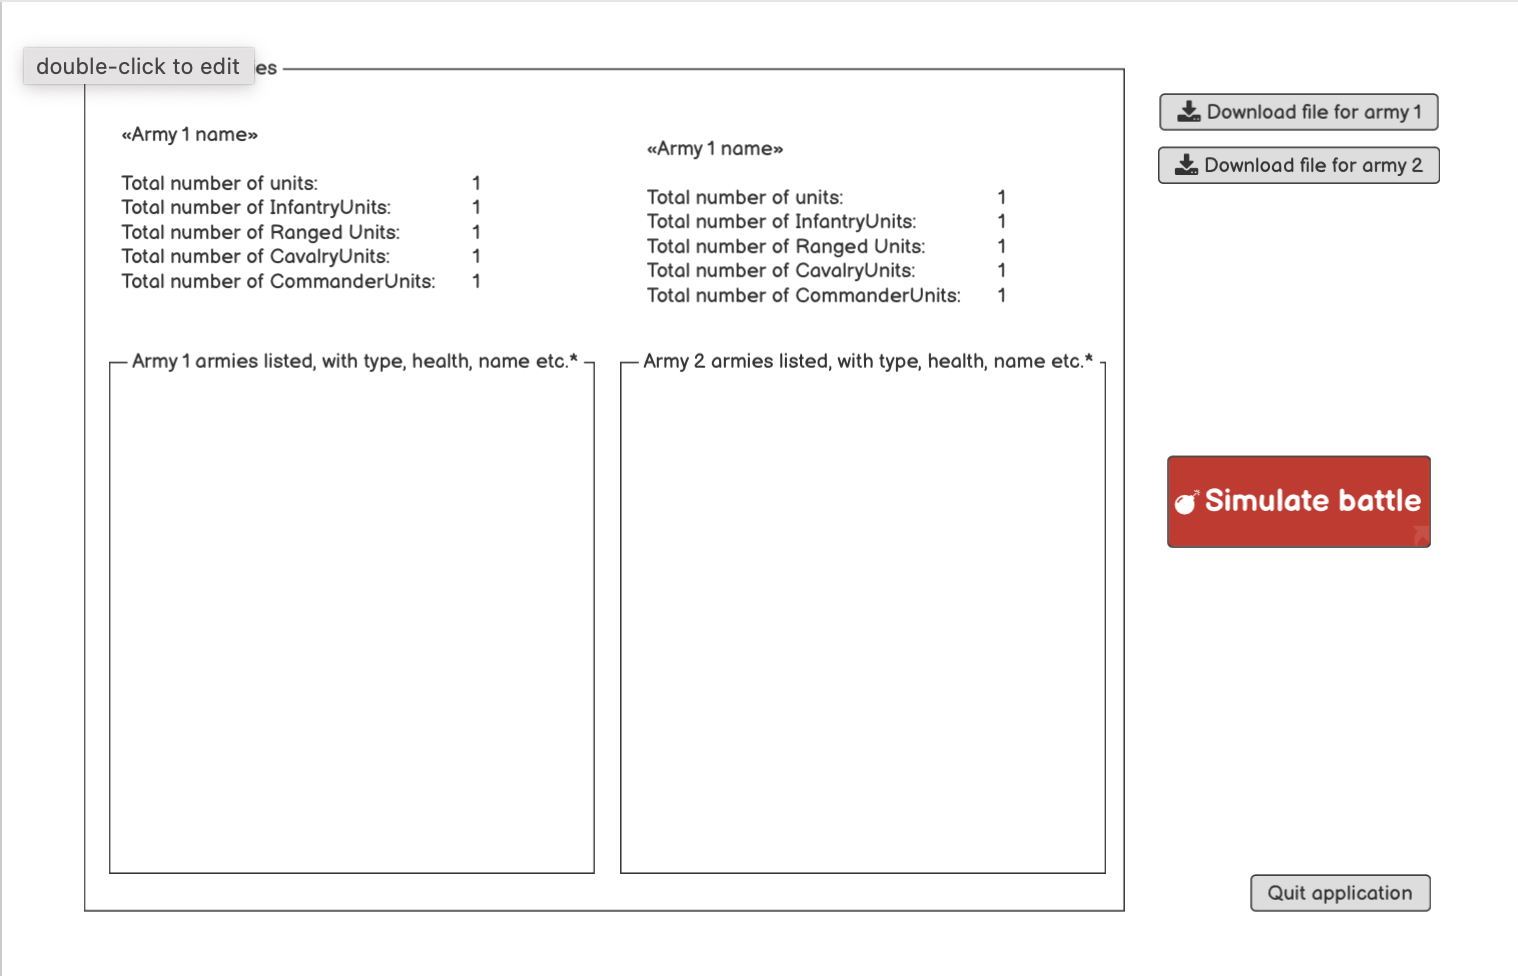 double-click to edit
es
«Army 1 name»
Total number of units: 1
Total number of InfantryUnits: 1
Total number of Ranged Units: 1
Total number of CavalryUnits: 1
Total number of CommanderUnits: 1
«Army 1 name»
Total number of units: 1
Total number of InfantryUnits: 1
Total number of Ranged Units: 1
Total number of CavalryUnits: 1
Total number of CommanderUnits: 1
Army 1 armies listed, with type, health, name etc.*
Army 2 armies listed, with type, health, name etc.*
Download file for army 1
Download file for army 2
Simulate battle
Quit application